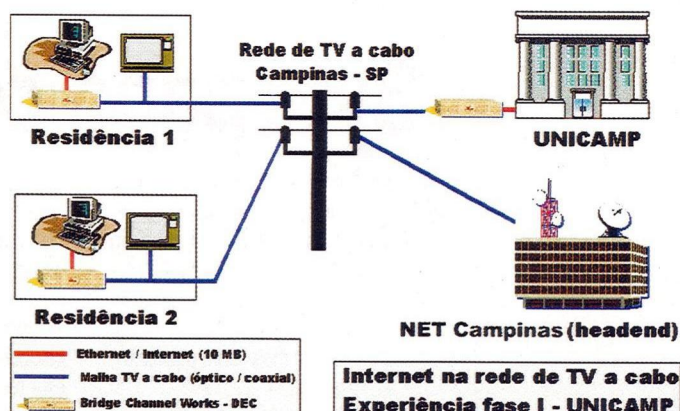 Rede de TV a cabo
Campinas - SP
Residência 1
UNICAMP
Residência 2
NET Campinas (headend)
Ethernet / Internet (10 MB)
Malha TV a cabo (óptico / coaxial)
Bridge Channel Works - DEC
Internet na rede de TV a cabo
Experiência fase I - UNICAMP